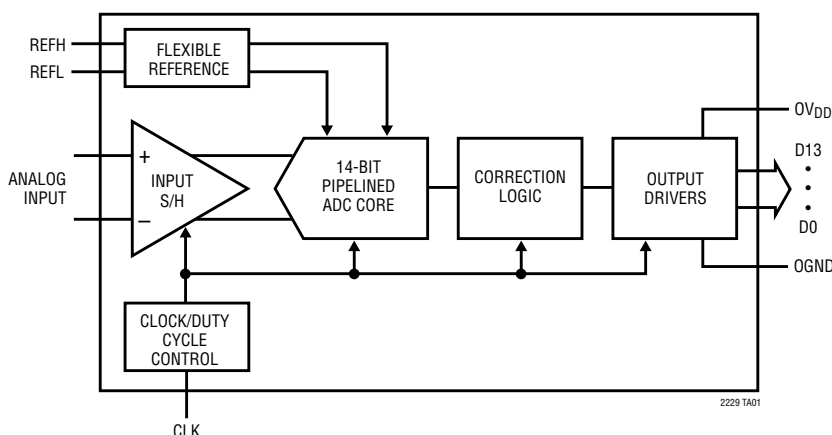 REFH
REFL
FLEXIBLE
REFERENCE
OVDD
D13
D0
OGND
ANALOG
INPUT
+
–
INPUT
S/H
14-BIT
PIPELINED
ADC CORE
CORRECTION
LOGIC
OUTPUT
DRIVERS
CLOCK/DUTY
CYCLE
CONTROL
CLK
2229 TA01